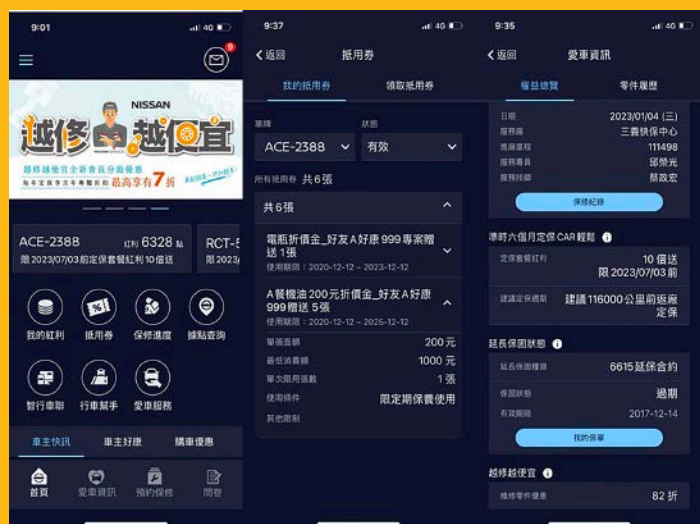 9:01
4G
9
NISSAN
越修 越便宜
越修越便宜全新會員分級優惠
每年定保享次年專屬折扣 最高享有7折
ACE-2388
紅利 6328 點
限2023/07/03前定保套餐紅利10倍送
RCT-
限2023/
我的紅利
抵用券
保修進度
據點查詢
智行車聯
行車幫手
愛車服務
車主快訊
車主好康
購車優惠
首頁
愛車資訊
預約保修
問卷
9:37
4G
返回
抵用券
我的抵用券
領取抵用券
車牌
狀態
ACE-2388
有效
所有抵用券 共6張
共6張
電瓶折價金_好友A好康999專案贈送1張
使用期限：2020-12-12 ~ 2023-12-12
A餐機油200元折價金_好友A好康999贈送 5張
使用期限：2020-12-12 ~ 2025-12-12
單張面額
200元
最低消費額
1000 元
單次限用張數
1 張
使用條件
限定期保養使用
其他限制
9:35
4G
返回
愛車資訊
權益總覽
零件履歷
日期
2023/01/04 (三)
服務廠
三義快保中心
進廠里程
111498
服務專員
邱榮光
服務技師
蔡政宏
保修紀錄
準時六個月定保CAR輕鬆
定保套餐紅利
10 倍送
限 2023/07/03 前
建議定保週期
建議116000公里前返廠
定保
延長保固狀態
延長保固種類
6615延保合約
保固狀態
過期
有效期限
2017-12-14
我的保單
越修越便宜
維修零件優惠
82 折